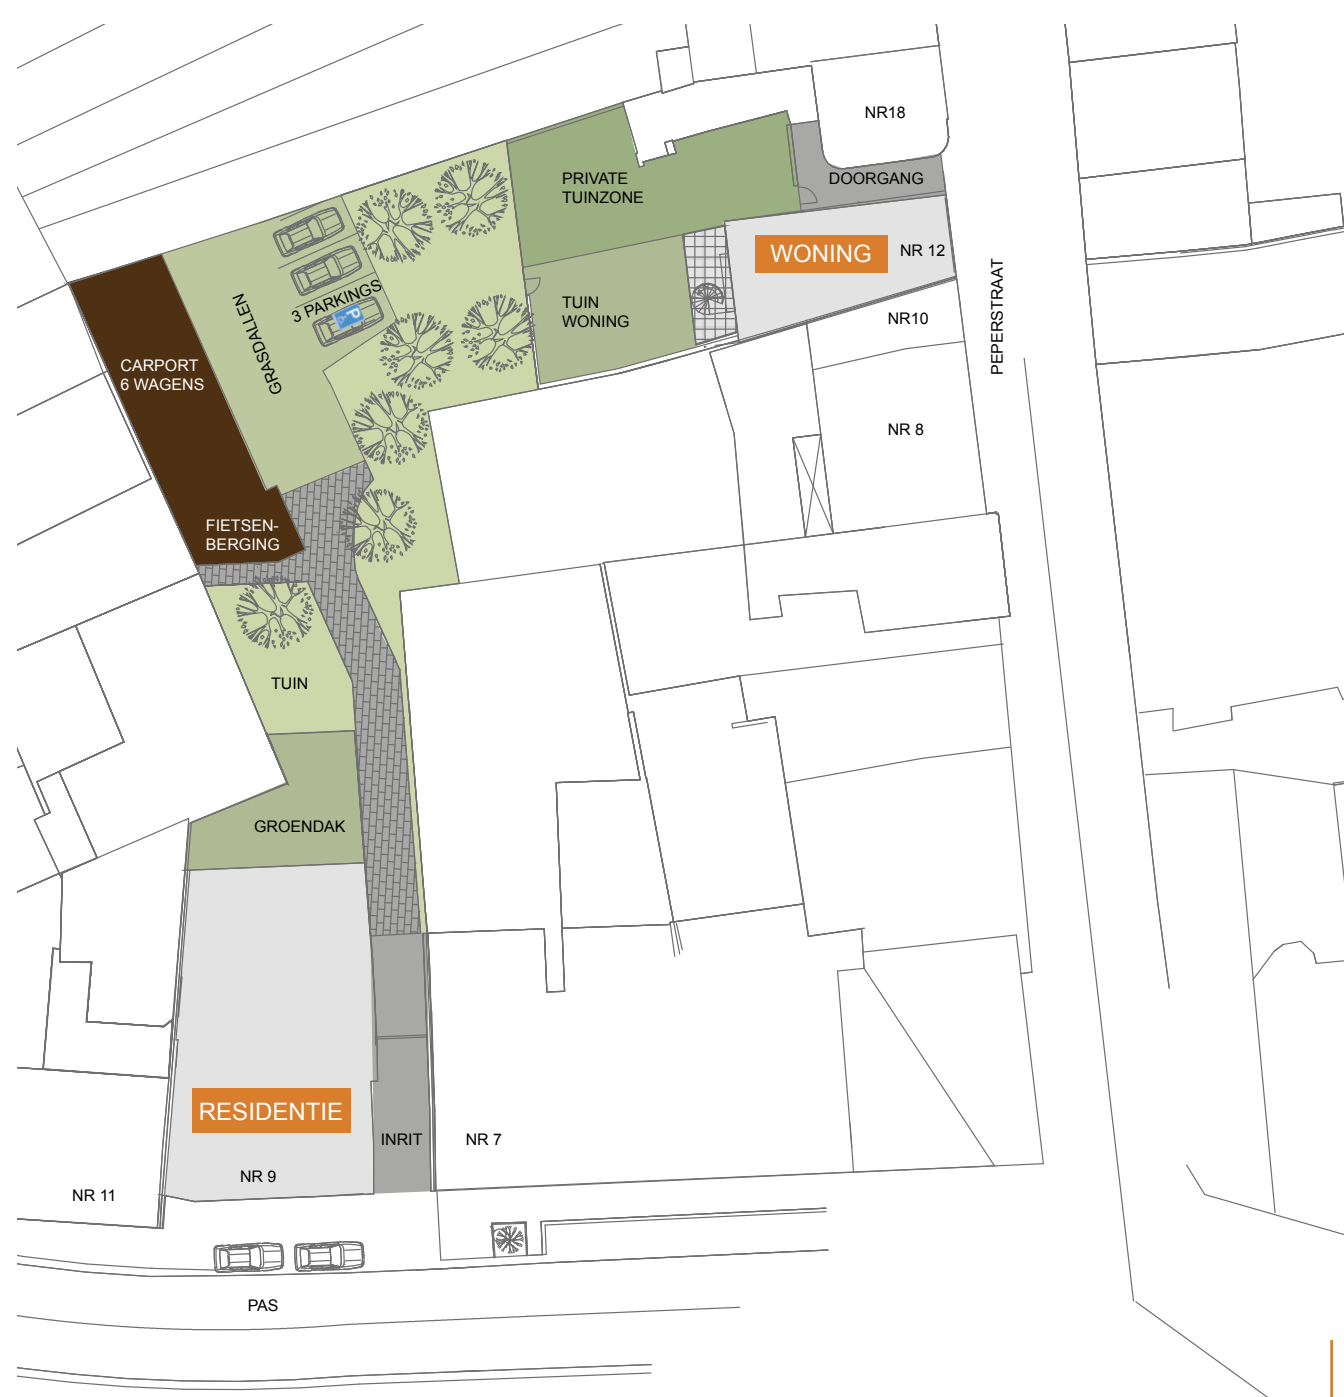 NR18
PRIVATE
TUINZONE
DOORGANG
WONING
NR 12
TUIN
WONING
NR10
PEPERSTRAAT
3 PARKINGS
P
GRASDALLEN
CARPORT
6 WAGENS
NR 8
FIETSEN-
BERGING
TUIN
GROENDAK
RESIDENTIE
INRIT
NR 7
NR 9
NR 11
PAS